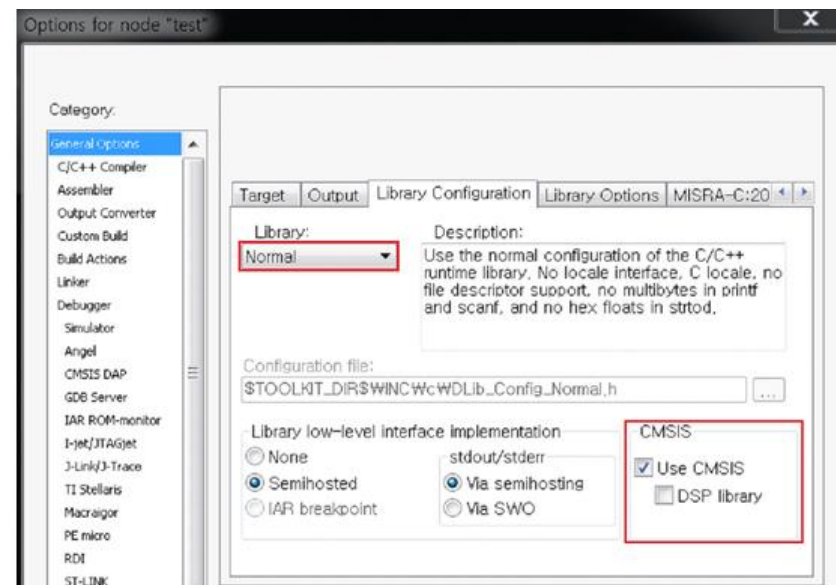 Options for node "test"
X
Category:
General Options
C/C++ Compiler
Assembler
Output Converter
Custom Build
Build Actions
Linker
Debugger
Simulator
Angel
CMSIS DAP
GDB Server
IAR ROM-monitor
I-jet/JTAGjet
J-Link/J-Trace
TI Stellaris
Macraigor
PE micro
RDI
ST-LINK
Target
Output
Library Configuration
Library Options
MISRA-C:20
Library:
Normal
Description:
Use the normal configuration of the C/C++
runtime library. No locale interface, C locale, no
file descriptor support, no multibytes in printf
and scanf, and no hex floats in strtod.
Configuration file:
$TOOLKIT_DIR$₩INC₩c₩DLib_Config_Normal.h
...
Library low-level interface implementation
None
Semihosted
IAR breakpoint
stdout/stderr
Via semihosting
Via SWO
CMSIS
Use CMSIS
DSP library